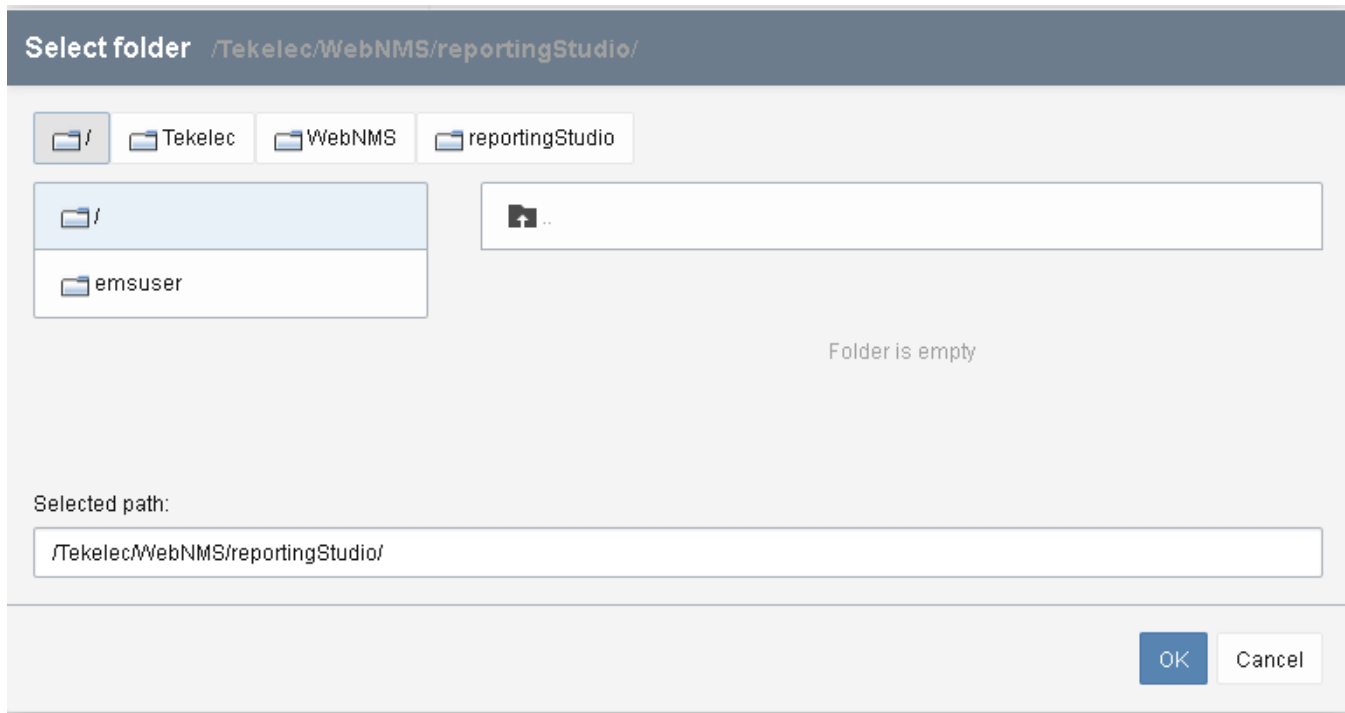 Select folder /Tekelec/WebNMS/reportingStudio/
/ Tekelec WebNMS reportingStudio
/ ..
emsuser
Folder is empty
Selected path:
/Tekelec/WebNMS/reportingStudio/
OK Cancel